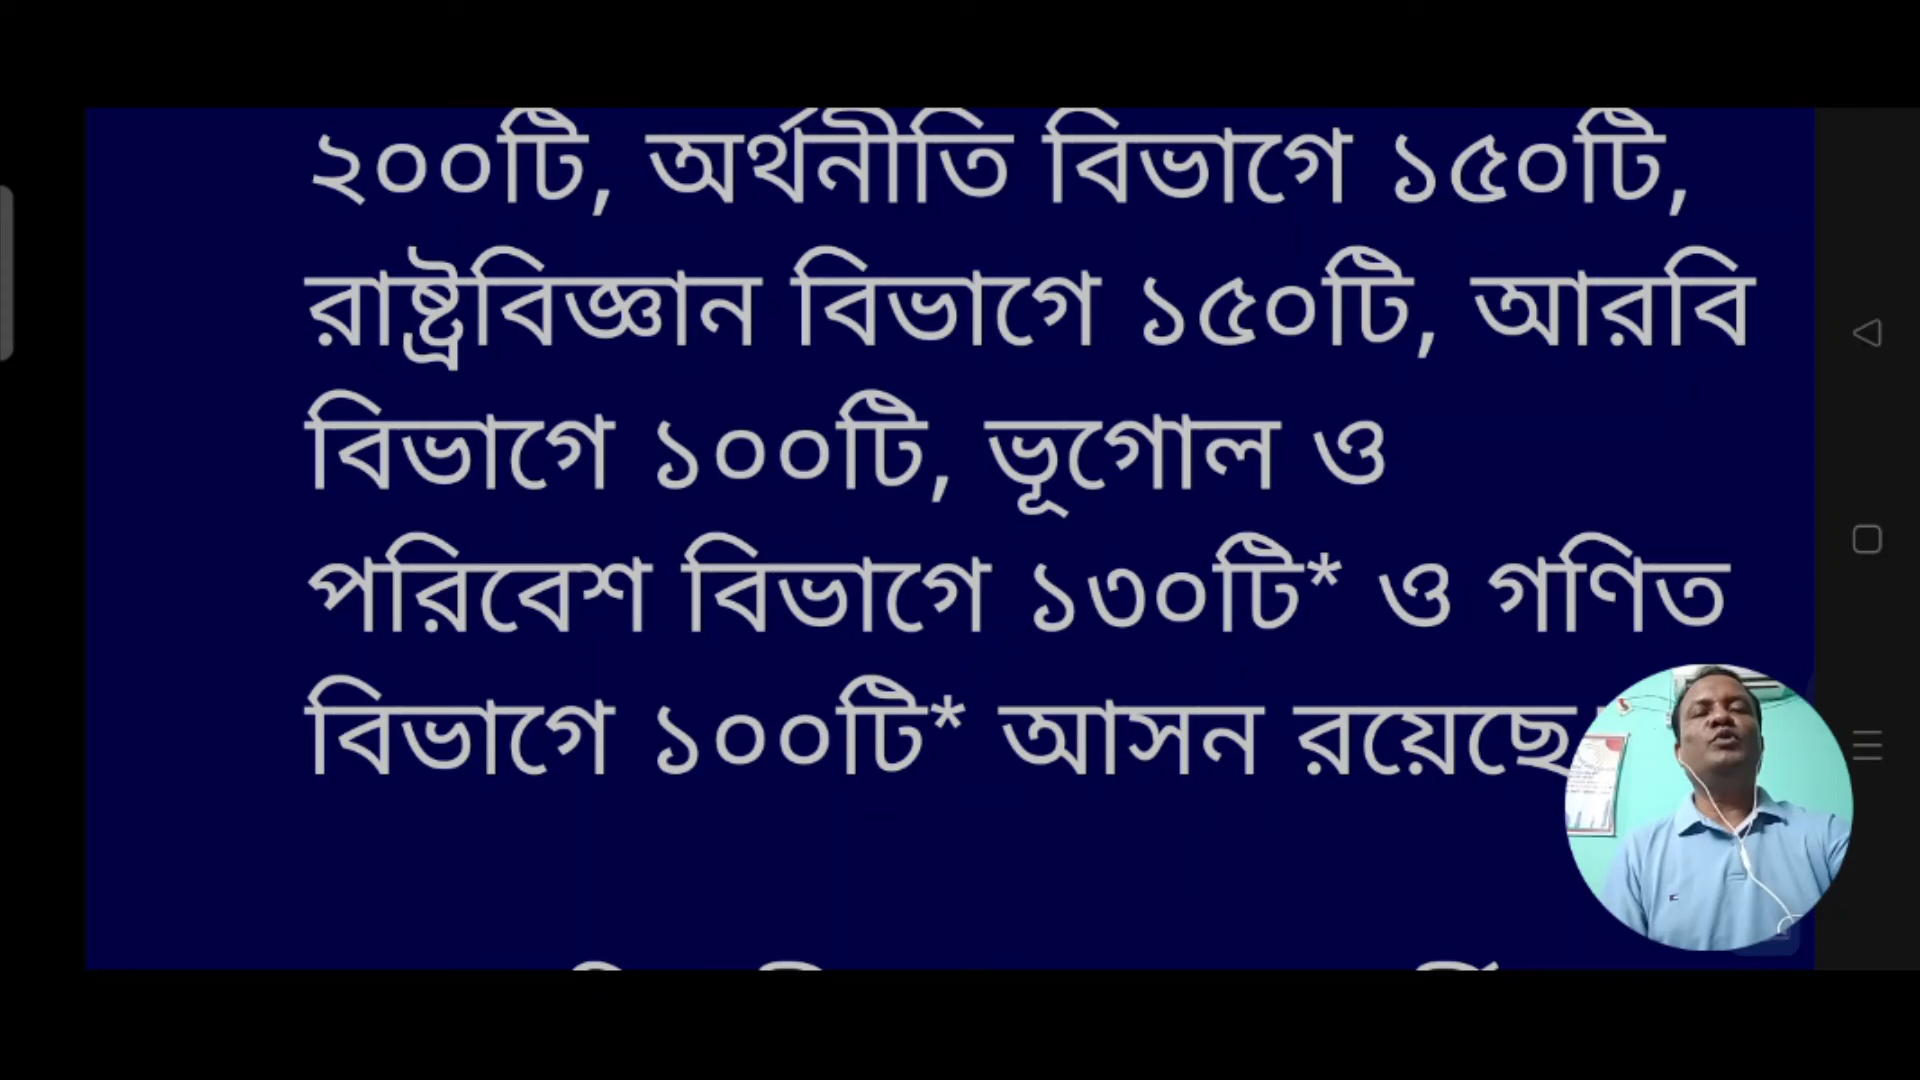 ২০০টি, অর্থনীতি বিভাগে ১৫০টি,
রাষ্ট্রবিজ্ঞান বিভাগে ১৫০টি, আরবি
বিভাগে ১০০টি, ভূগোল ও
পরিবেশ বিভাগে ১৩০টি* ও গণিত
বিভাগে ১০০টি* আসন রয়েছে